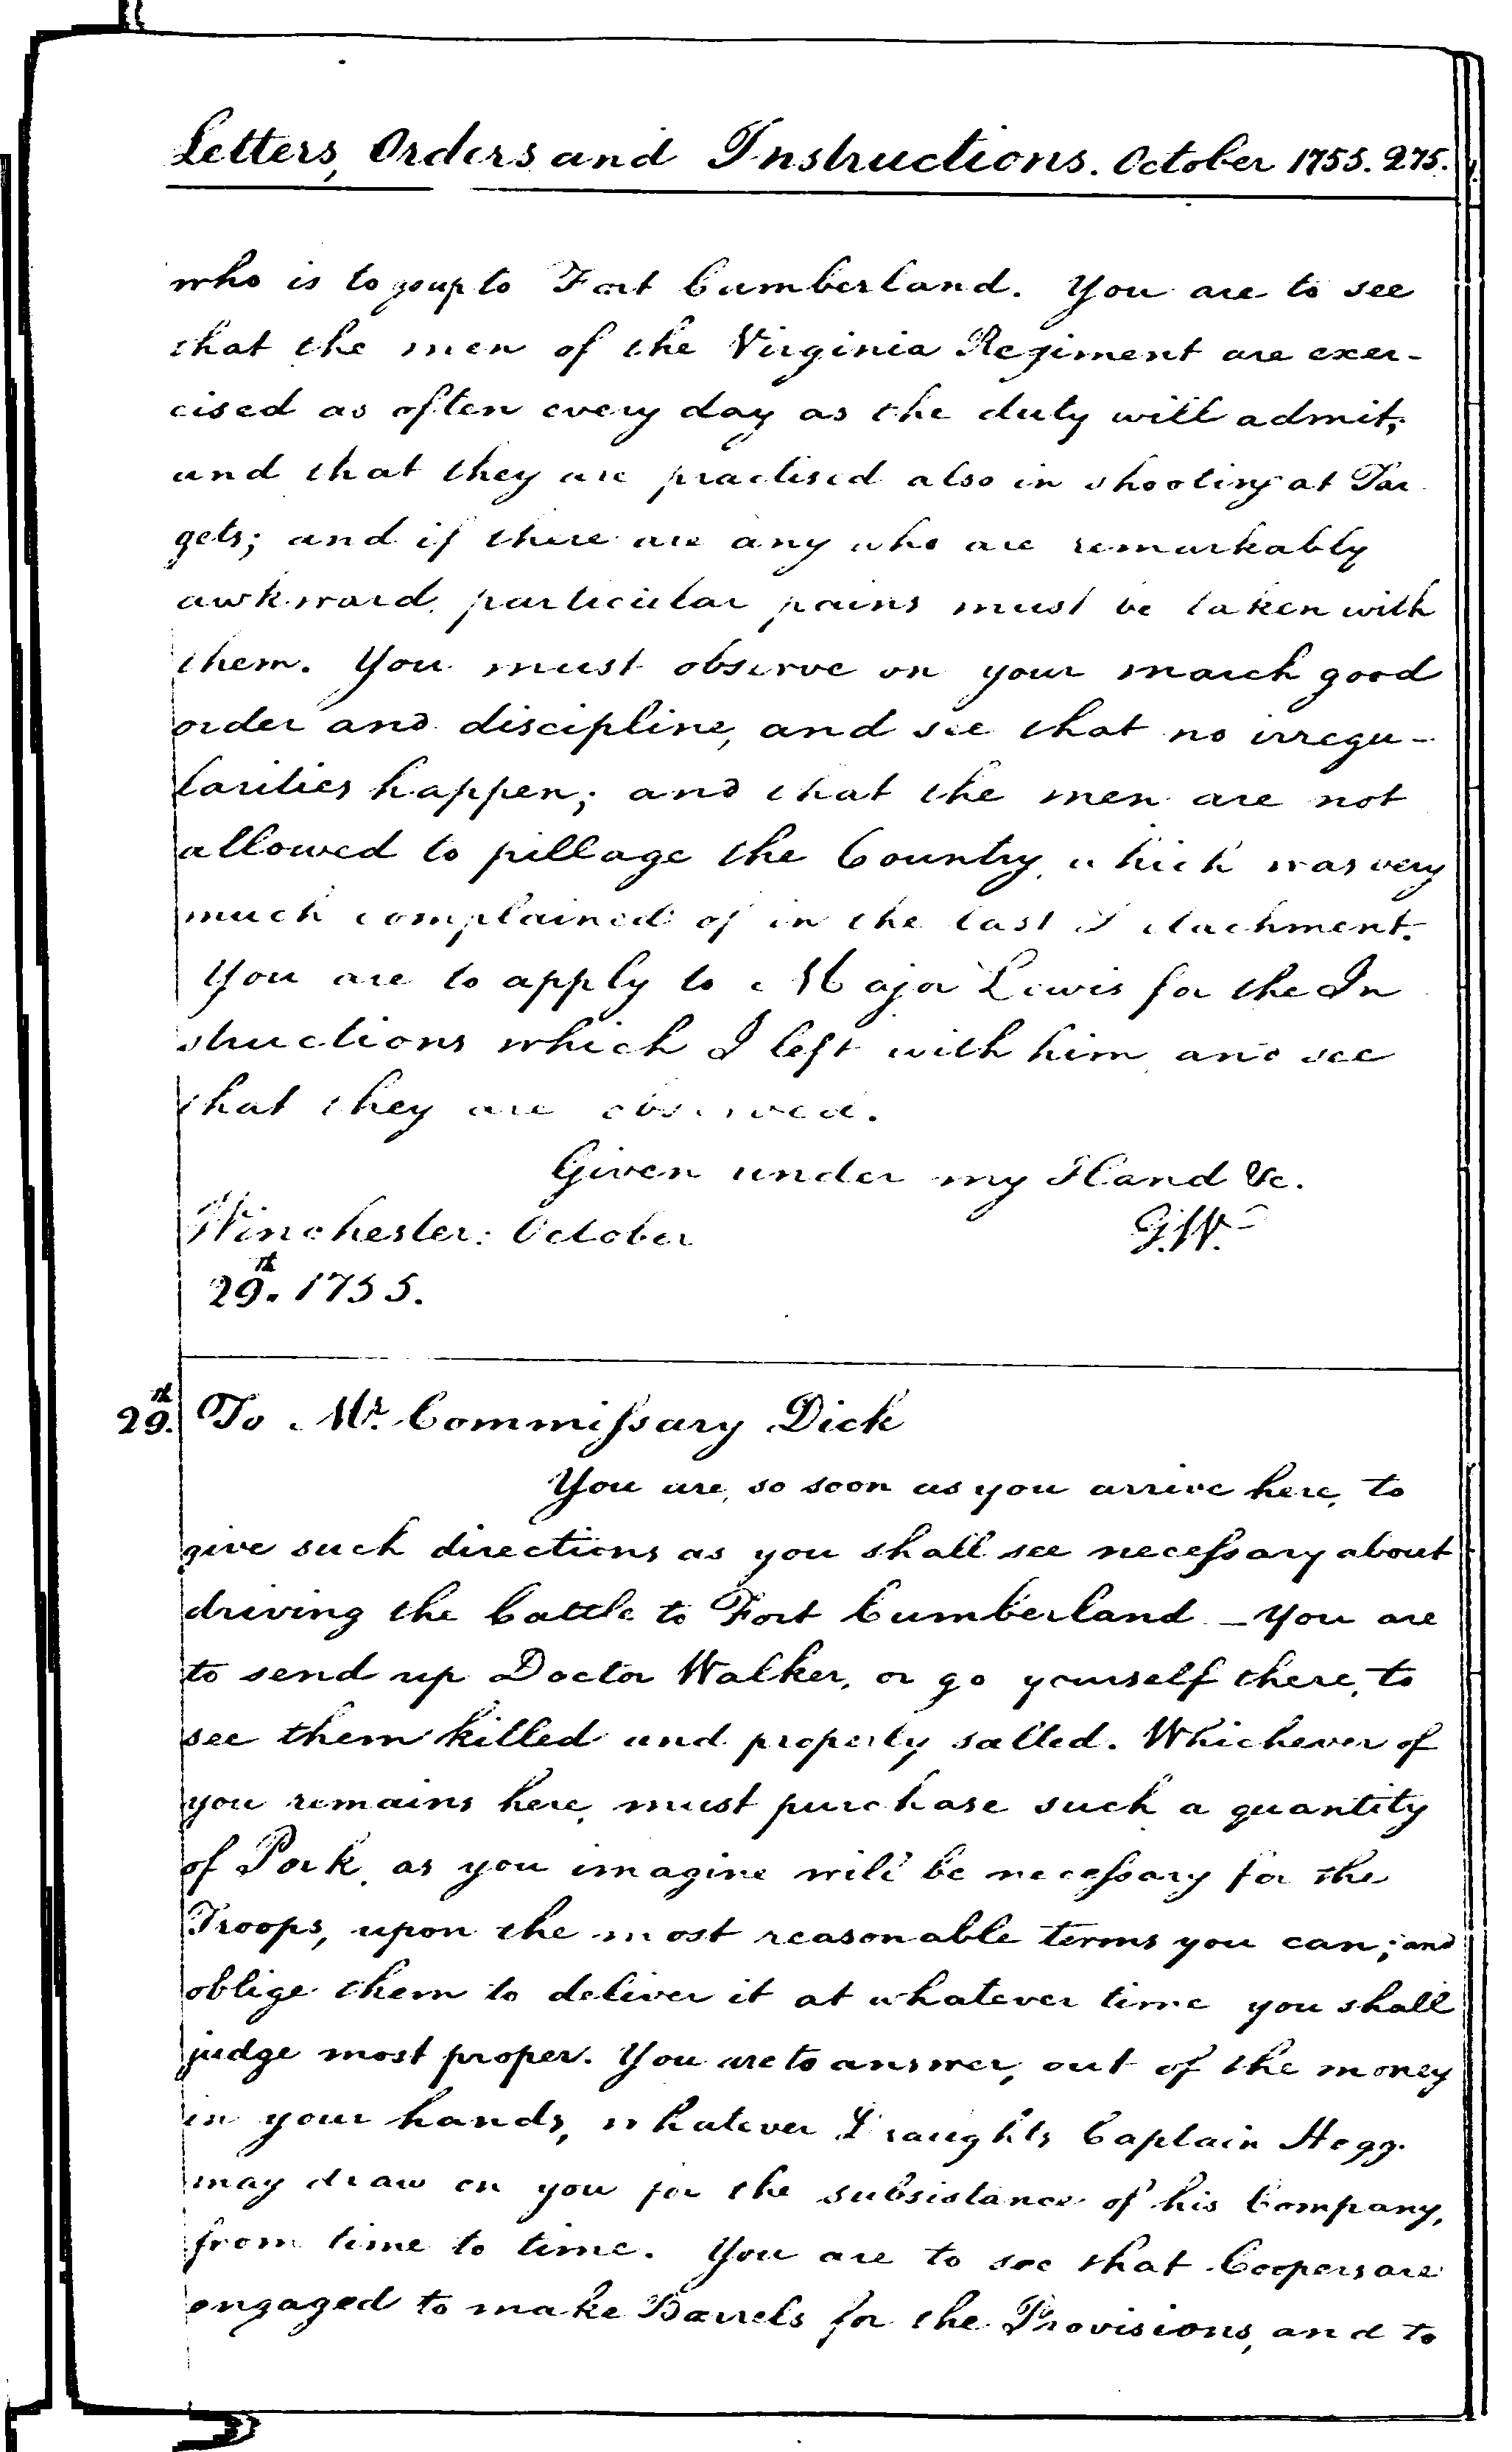 Letters, Orders and Instructions. October 1755. 275.
who is to go up to Fort Cumberland. You are to see
that the men of the Virginia Regiment are exer-
cised as often every day as the duty will admit;
and that they are practised also in shooting at Tar
gets; and if there are any who are remarkably
awkward, particular pains must be taken with
them. You must observe on your march good
order and discipline, and see that no irregu-
larities happen; and that the men are not
allowed to pillage the Country, which was very
much complained of in the last Detachment.
You are to apply to Major Lewis for the In
structions which I left with him, and see
that they are observed.
Given under my Hand &c.
Winchester: October
G.W.
29.th 1755.
29.th To Mr. Commiſsary Dick
You are, so soon as you arrive here, to
give such directions as you shall see neceſsary about
driving the Cattle to Fort Cumberland — You are
to send up Doctor Walker, or go yourself there, to
see them killed and properly salted. Whichever of
you remains here, must purchase such a quantity
of Pork, as you imagine will be neceſsary for the
Troops, upon the most reasonable terms you can; and
oblige them to deliver it at whatever time you shall
judge most proper. You are to answer, out of the money
in your hands, whatever Draughts Captain Hogg
may draw on you for the subsistance of his Company,
from time to time. You are to see that Coopers are
engaged to make Barrels for the Provisions, and to